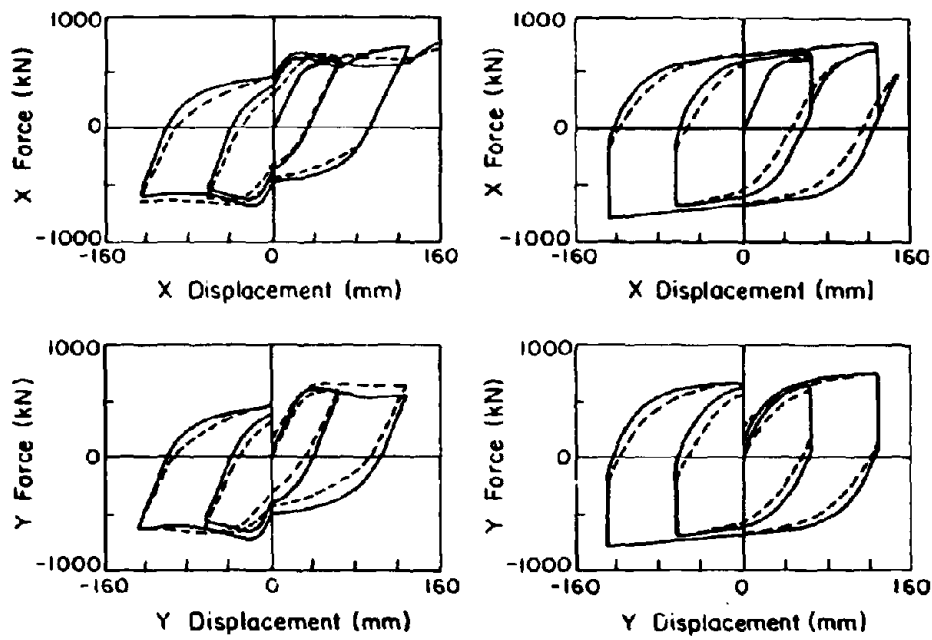 1000
0
-1000
X Force (kN)
-160 0 160
X Displacement (mm)
1000
0
-1000
X Force (kN)
-160 0 160
X Displacement (mm]
1000
0
-1000
Y Force (kN)
-160 0 160
Y Displacement (mm)
1000
0
-1000
Y Force (kN)
-160 0 160
Y Displacement (mm)